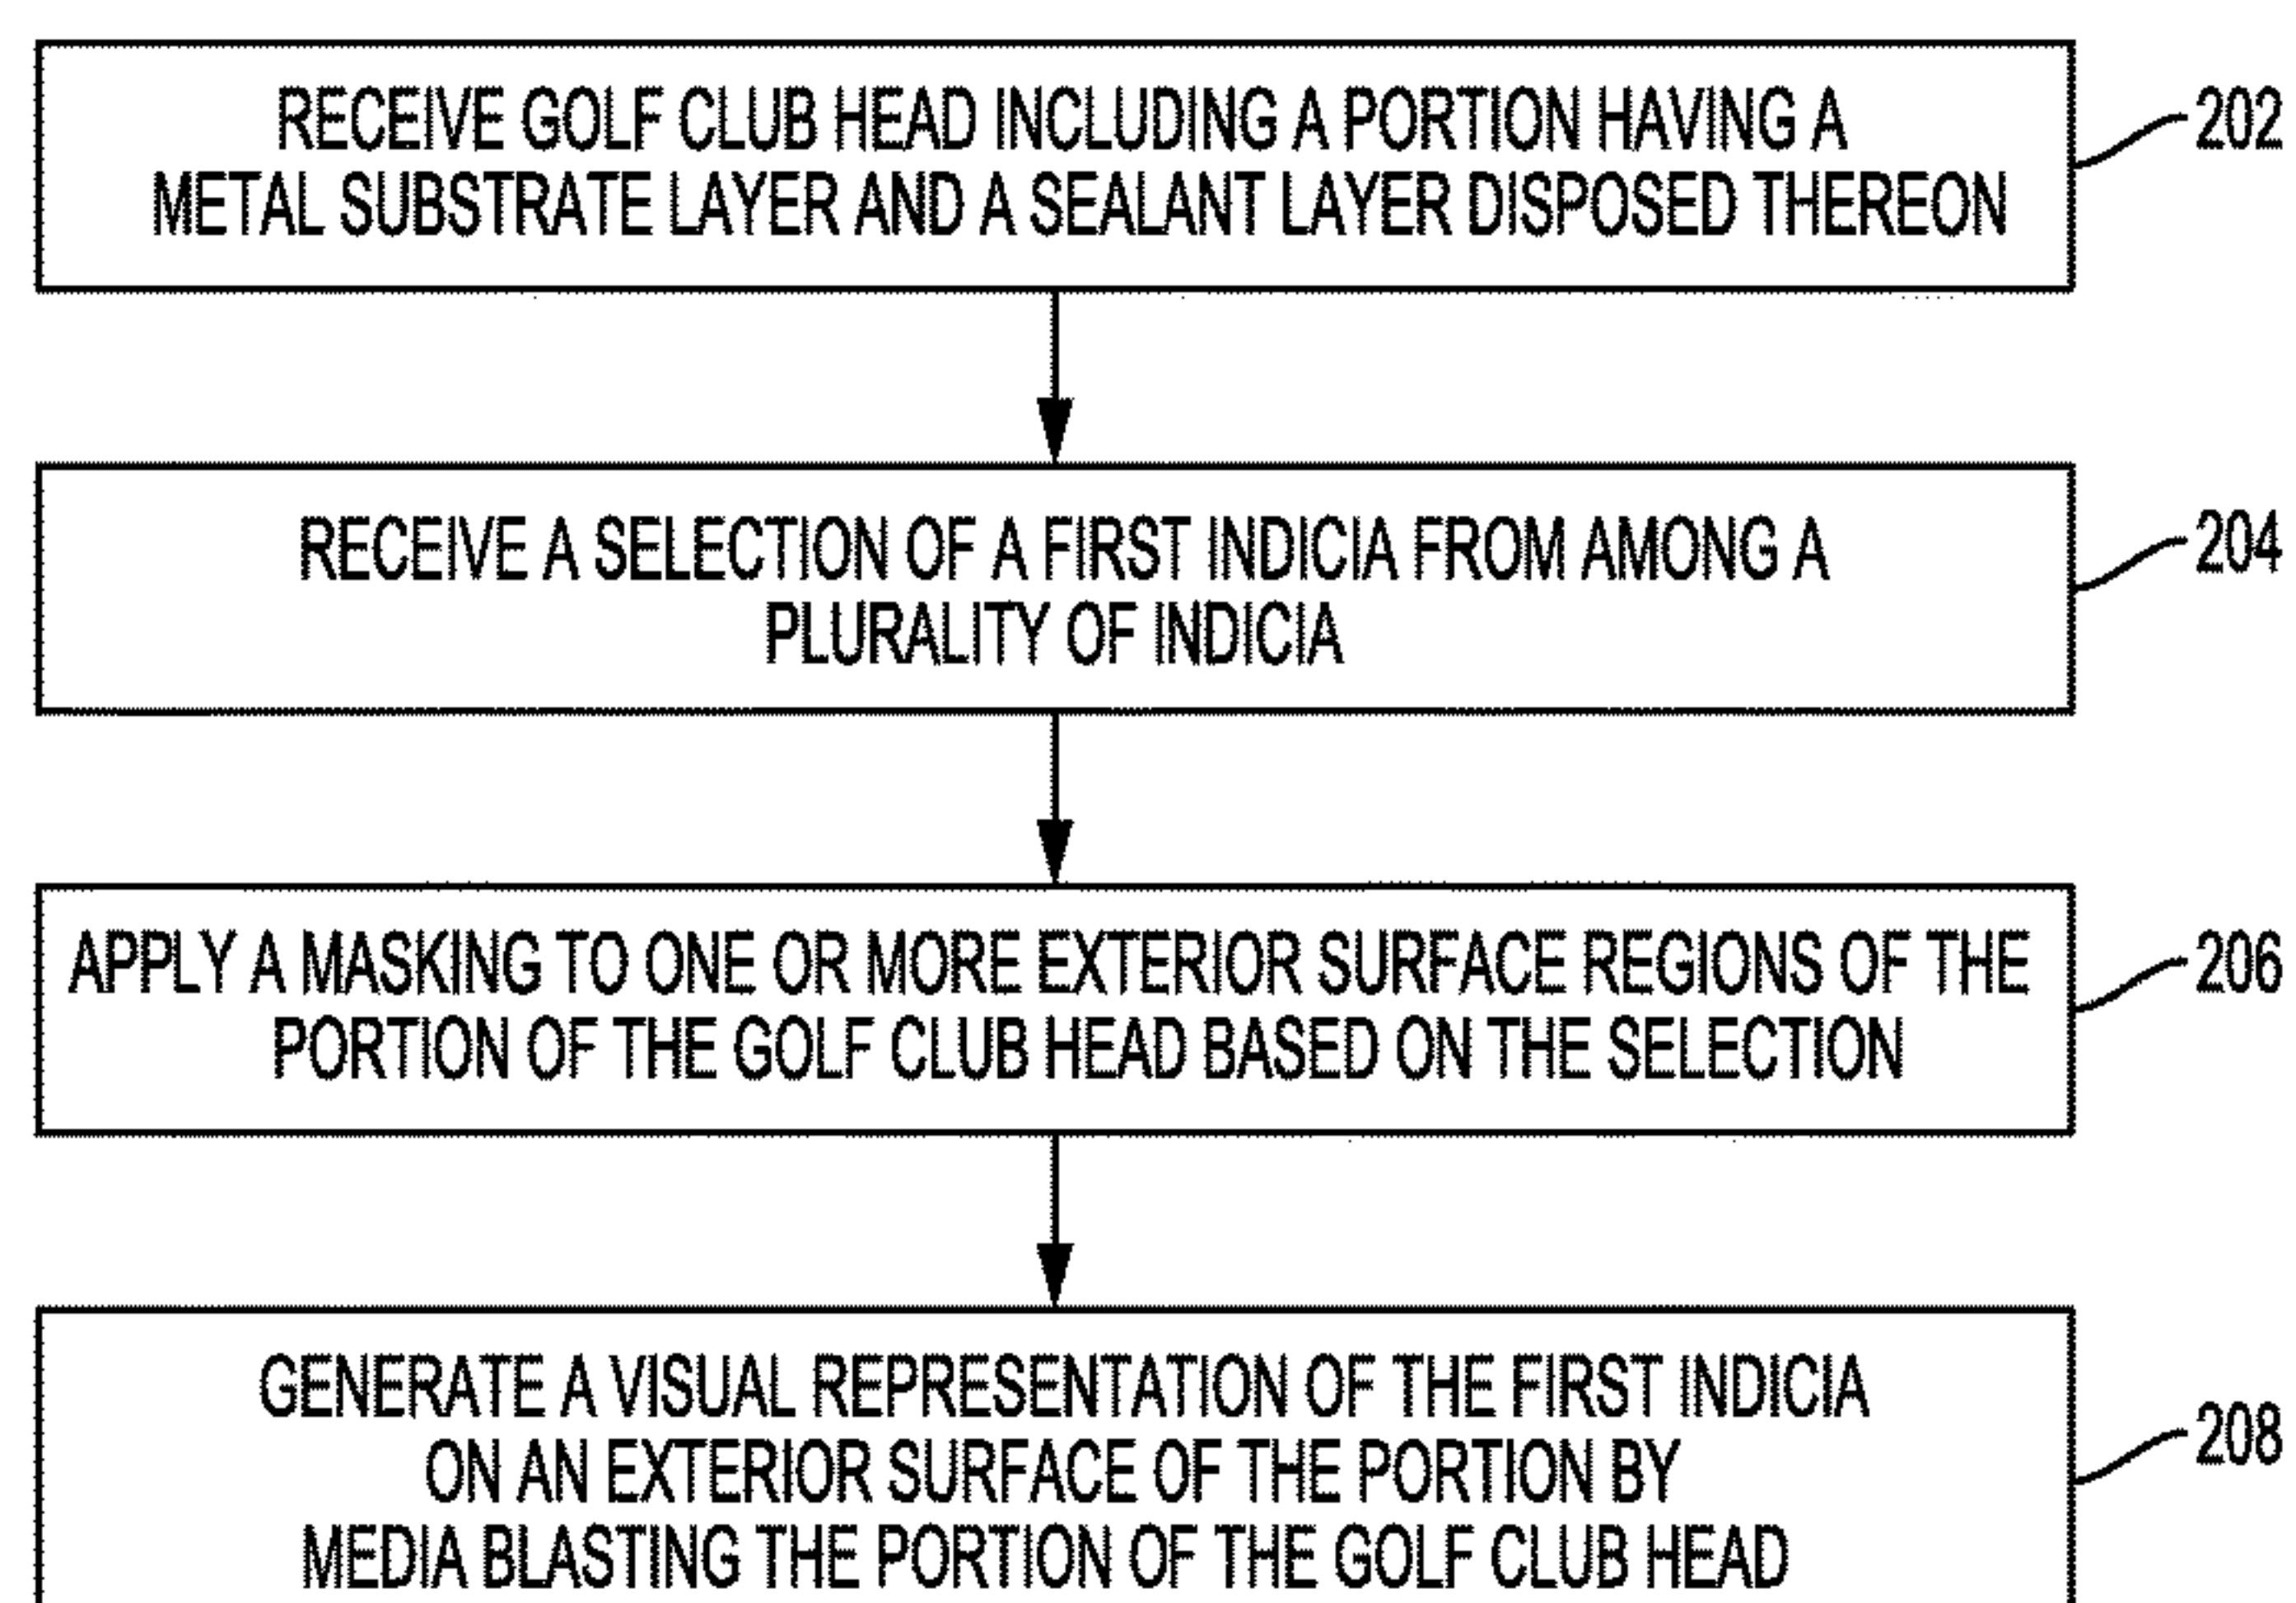 RECEIVE GOLF CLUB HEAD INCLUDING A PORTION HAVING A
METAL SUBSTRATE LAYER AND A SEALANT LAYER DISPOSED THEREON
202
RECEIVE A SELECTION OF A FIRST INDICIA FROM AMONG A
PLURALITY OF INDICIA
204
APPLY A MASKING TO ONE OR MORE EXTERIOR SURFACE REGIONS OF THE
PORTION OF THE GOLF CLUB HEAD BASED ON THE SELECTION
206
GENERATE A VISUAL REPRESENTATION OF THE FIRST INDICIA
ON AN EXTERIOR SURFACE OF THE PORTION BY
MEDIA BLASTING THE PORTION OF THE GOLF CLUB HEAD
208